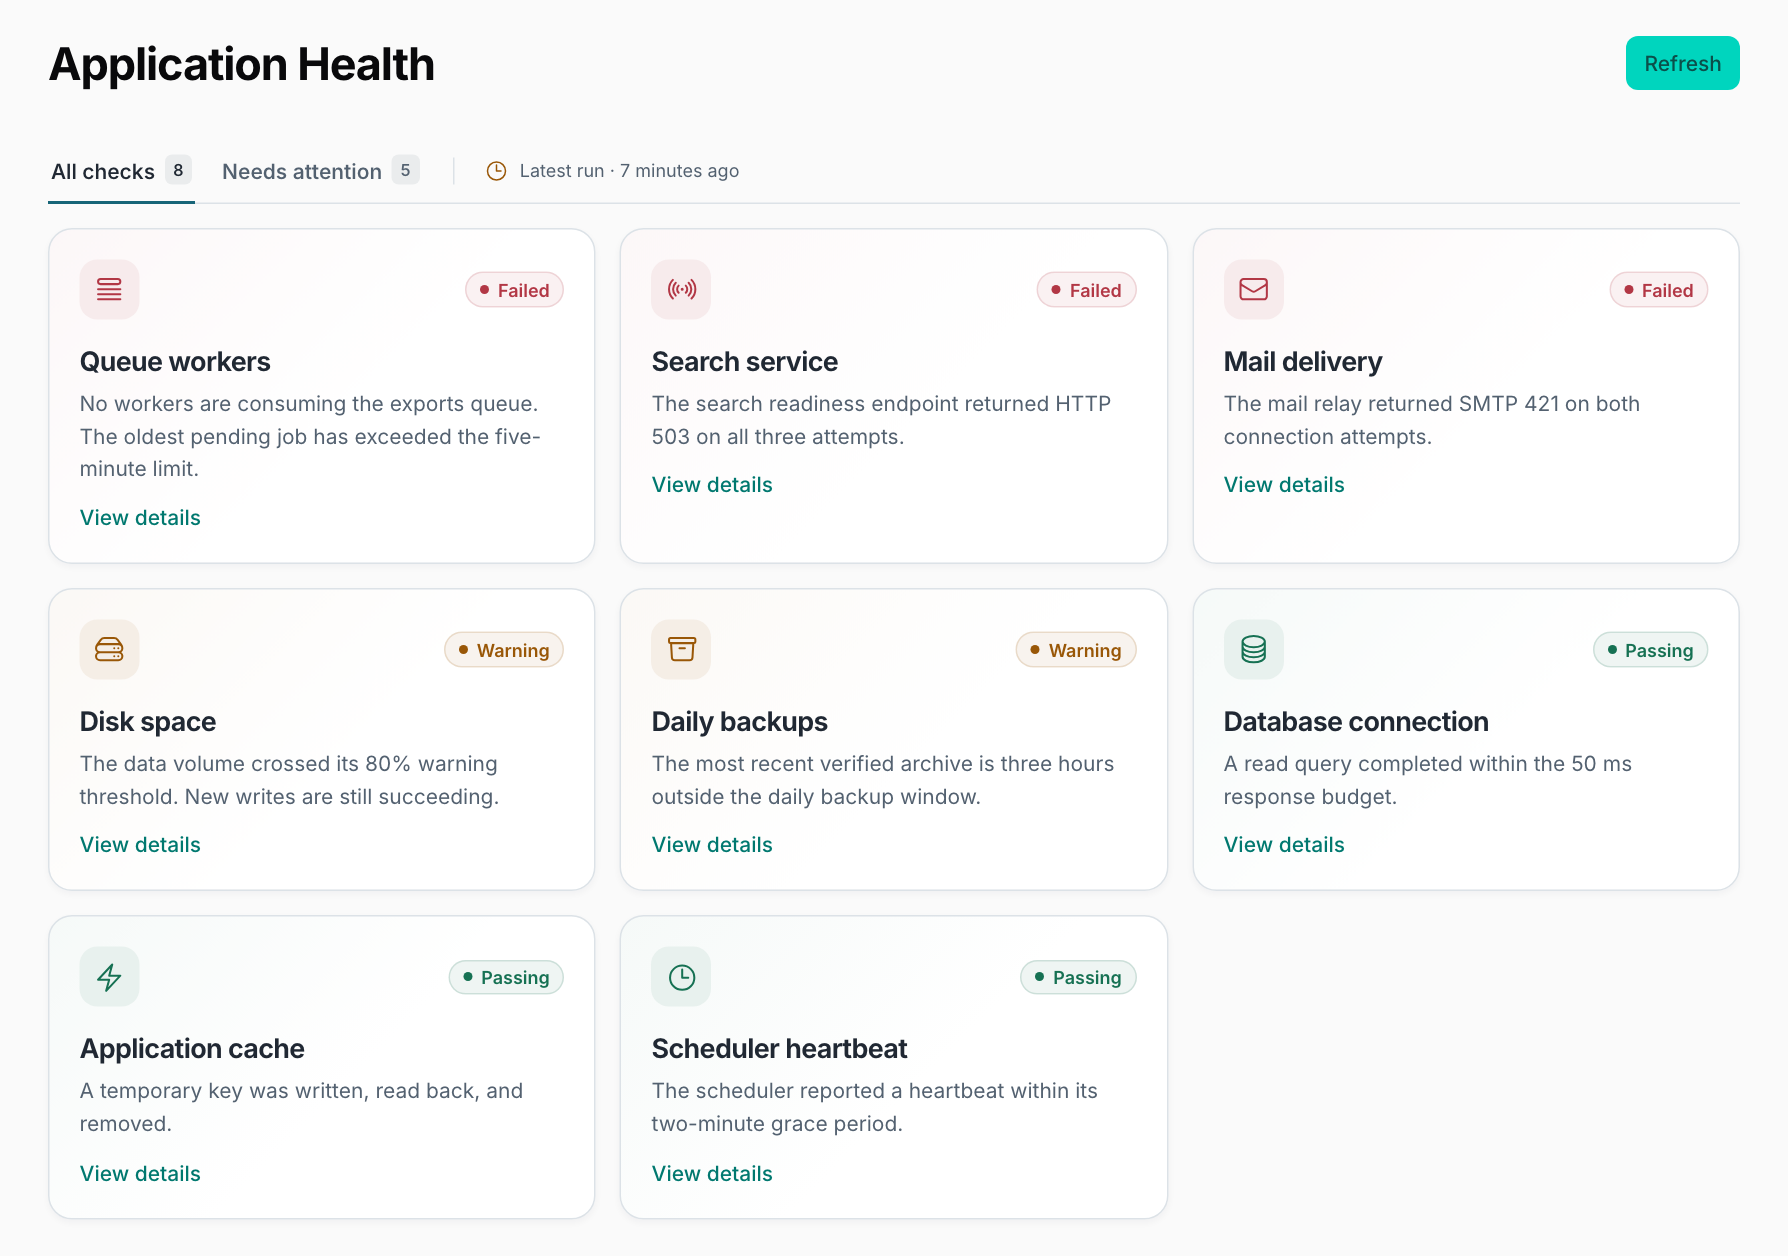 Application Health
Refresh
All checks 8
Needs attention 5
Latest run · 7 minutes ago
Failed
Queue workers
No workers are consuming the exports queue.
The oldest pending job has exceeded the five-
minute limit.
View details
Failed
Search service
The search readiness endpoint returned HTTP
503 on all three attempts.
View details
Failed
Mail delivery
The mail relay returned SMTP 421 on both
connection attempts.
View details
Warning
Disk space
The data volume crossed its 80% warning
threshold. New writes are still succeeding.
View details
Warning
Daily backups
The most recent verified archive is three hours
outside the daily backup window.
View details
Passing
Database connection
A read query completed within the 50 ms
response budget.
View details
Passing
Application cache
A temporary key was written, read back, and
removed.
View details
Passing
Scheduler heartbeat
The scheduler reported a heartbeat within its
two-minute grace period.
View details